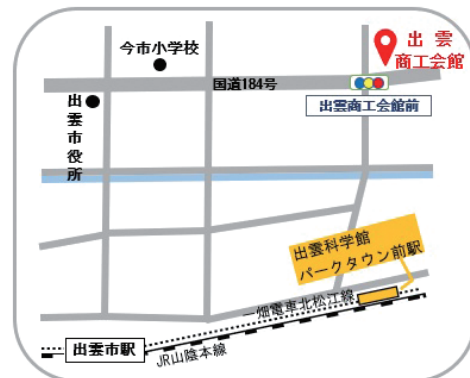 今市小学校
出雲
商工会館
国道184号
出雲商工会館前
出雲市役所
出雲科学館
パークタウン前駅
一畑電車北松江線
出雲市駅
JR山陰本線